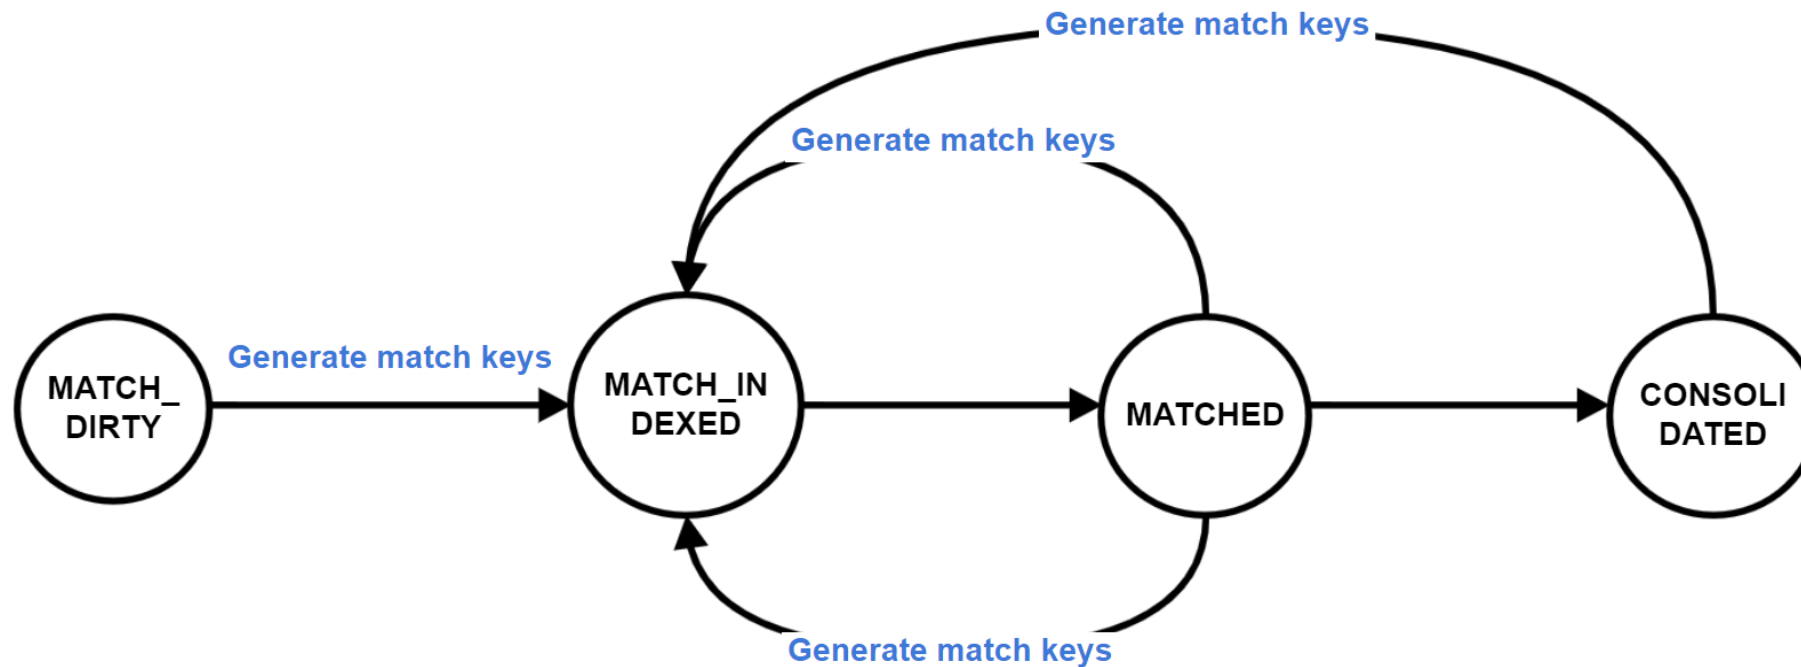 Generate match keys
Generate match keys
Generate match keys
MATCH_
DIRTY
MATCH_IN
DEXED
MATCHED
CONSOLI
DATED
Generate match keys